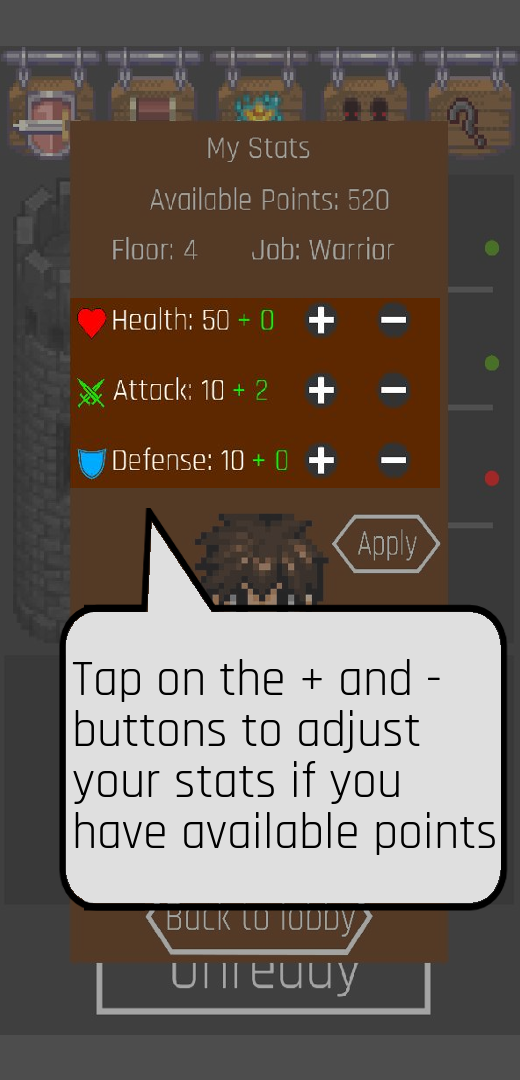 My Stats
Available Points: 520
Floor: 4 Job: Warrior
Health: 50 + 0
Attack: 10 + 2
Defense: 10 + 0
Apply
Tap on the + and -
buttons to adjust
your stats if you
have available points
Back to lobby
Unready